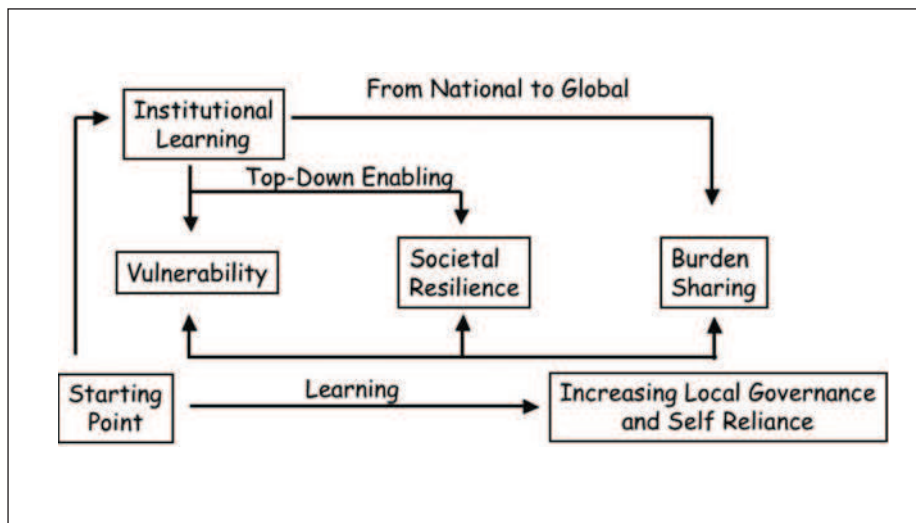 From National to Global
Institutional
Learning
Top-Down Enabling
Vulnerability
Societal
Resilience
Burden
Sharing
Starting
Point
Learning
Increasing Local Governance
and Self Reliance